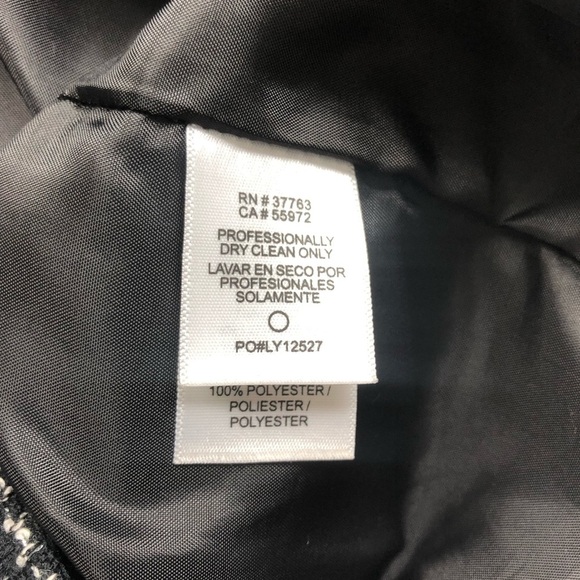 RN # 37763
CA # 55972
PROFESSIONALLY
DRY CLEAN ONLY
LAVAR EN SECO POR
PROFESIONALES
SOLAMENTE
PO#LY12527
100% POLYESTER /
POLIESTER /
POLYESTER